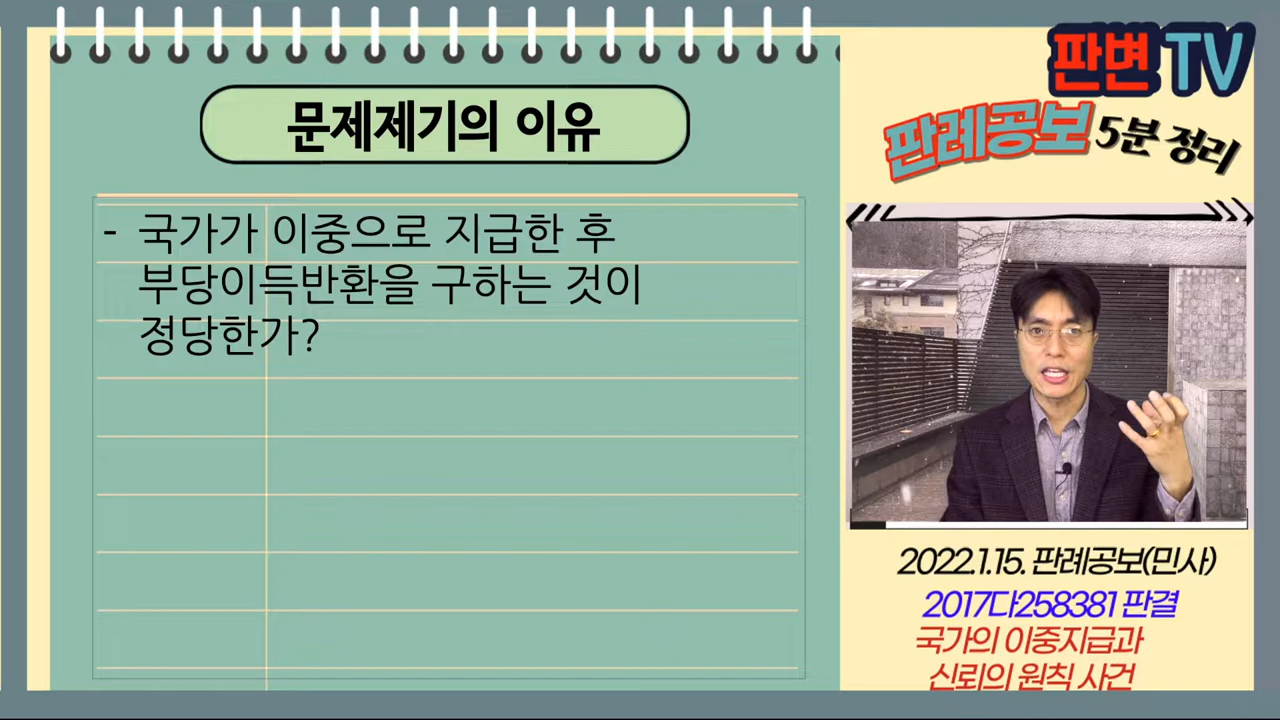 문제제기의 이유
- 국가가 이중으로 지급한 후
부당이득반환을 구하는 것이
정당한가?
판변 TV
판례공보 5분 정리
2022.1.15. 판례공보(민사)
2017다258381 판결
국가의 이중지급과
신뢰의 원칙 사건